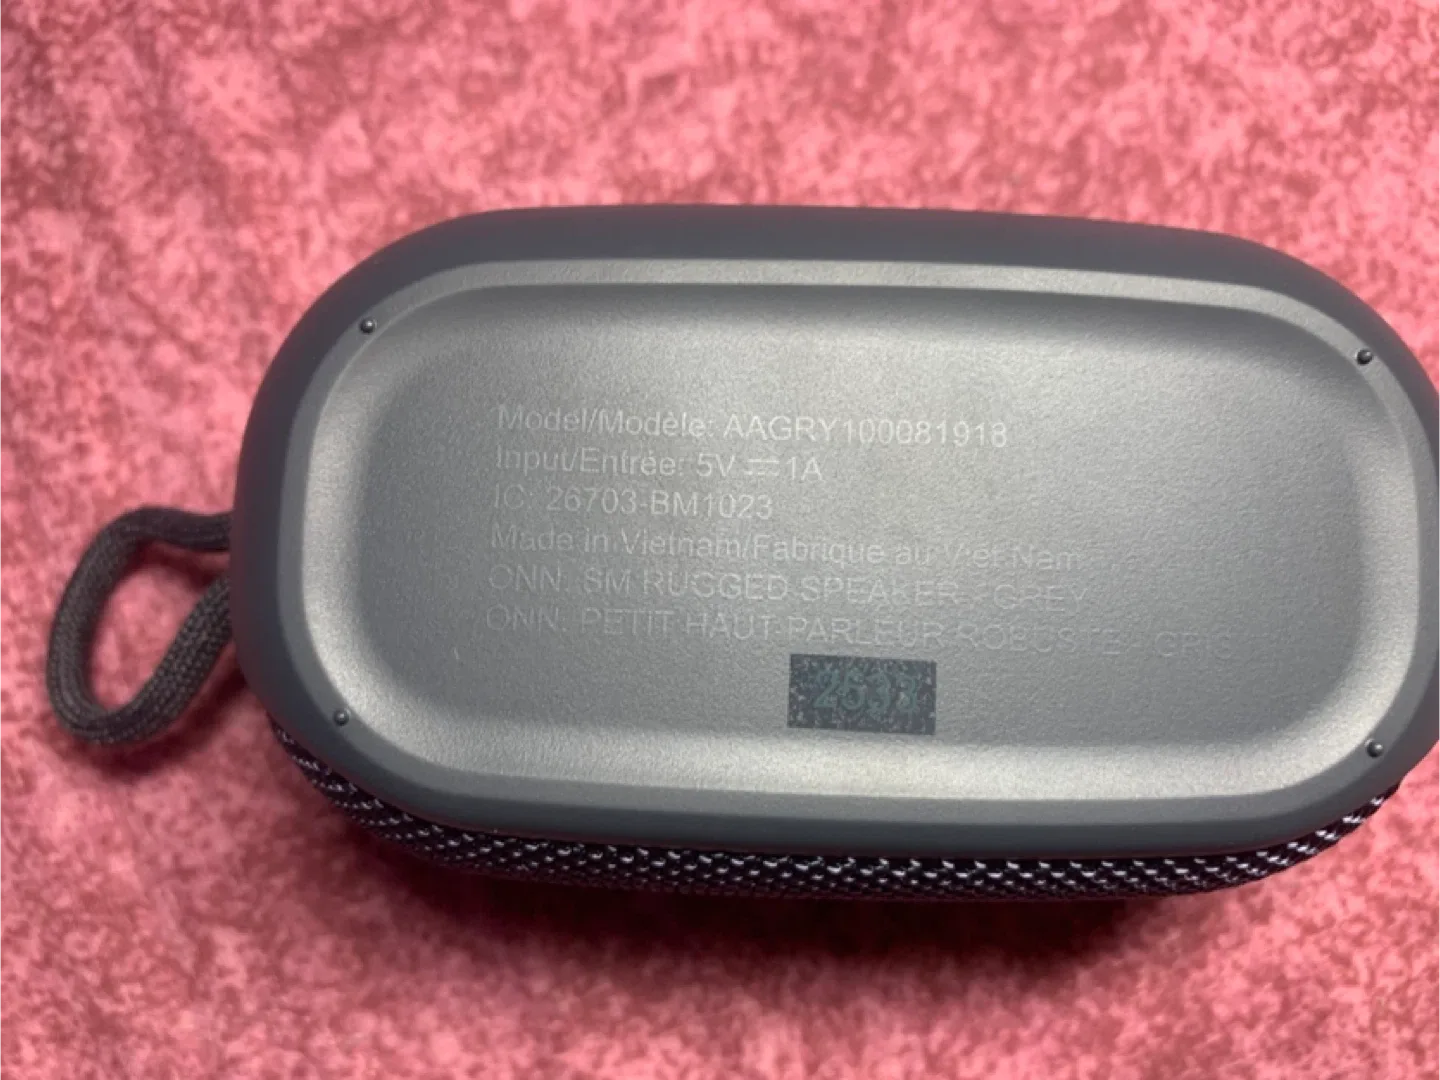 Model/Modèle: AAGRY100081918
Input/Entrée: 5V ⎓ 1A
IC: 26703-BM1023
Made in Vietnam/Fabriqué au Viet Nam
ONN. SM RUGGED SPEAKER - GREY
ONN. PETIT HAUT-PARLEUR ROBUSTE - GRIS